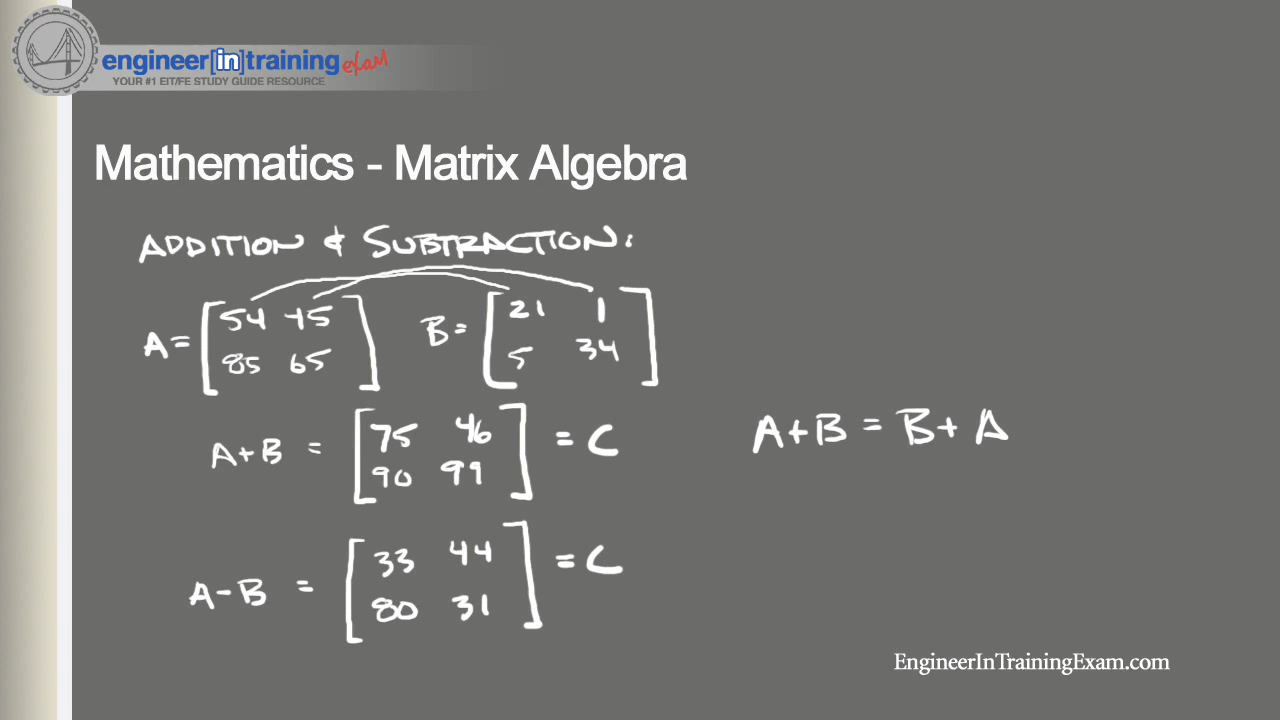 engineer[in]training exam
YOUR #1 EIT/FE STUDY GUIDE RESOURCE
Mathematics - Matrix Algebra
ADDITION & SUBTRACTION:
A = [54 45
85 65]
B = [21 1
5 34]
A+B = [75 46
90 99] = C
A+B = B+A
A-B = [33 44
80 31] = C
EngineerInTrainingExam.com